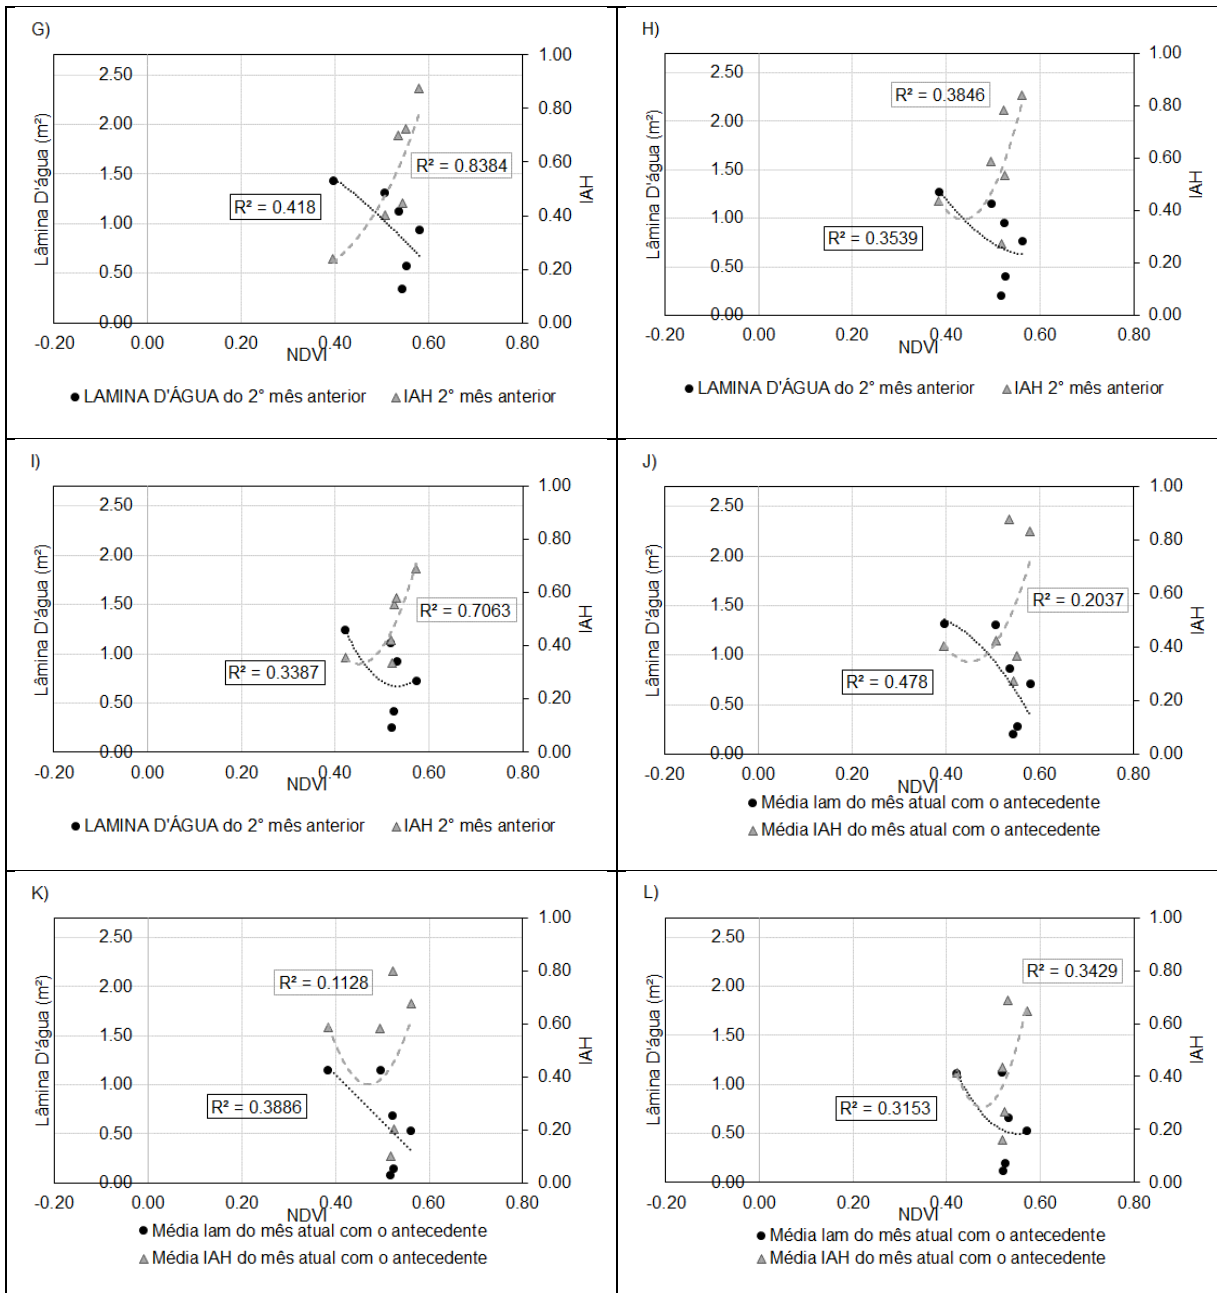 G)
Lâmina D'água (m²)
2.50
2.00
1.50
1.00
0.50
0.00
1.00
0.80
0.60
0.40
0.20
0.00
IAH
R² = 0.8384
R² = 0.418
-0.20 0.00 0.20 0.40 0.60 0.80
NDVI
LAMINA D'ÁGUA do 2° mês anterior IAH 2° mês anterior
H)
Lâmina D'água (m²)
2.50
2.00
1.50
1.00
0.50
0.00
1.00
0.80
0.60
0.40
0.20
0.00
IAH
R² = 0.3846
R² = 0.3539
-0.20 0.00 0.20 0.40 0.60 0.80
NDVI
LAMINA D'ÁGUA do 2° mês anterior IAH 2° mês anterior
I)
Lâmina D'água (m²)
2.50
2.00
1.50
1.00
0.50
0.00
1.00
0.80
0.60
0.40
0.20
0.00
IAH
R² = 0.7063
R² = 0.3387
-0.20 0.00 0.20 0.40 0.60 0.80
NDVI
LAMINA D'ÁGUA do 2° mês anterior IAH 2° mês anterior
J)
Lâmina D'água (m²)
2.50
2.00
1.50
1.00
0.50
0.00
1.00
0.80
0.60
0.40
0.20
0.00
IAH
R² = 0.2037
R² = 0.478
-0.20 0.00 0.20 0.40 0.60 0.80
NDVI
Média lam do mês atual com o antecedente
Média IAH do mês atual com o antecedente
K)
Lâmina D'água (m²)
2.50
2.00
1.50
1.00
0.50
0.00
1.00
0.80
0.60
0.40
0.20
0.00
IAH
R² = 0.1128
R² = 0.3886
-0.20 0.00 0.20 0.40 0.60 0.80
NDVI
Média lam do mês atual com o antecedente
Média IAH do mês atual com o antecedente
L)
Lâmina D'água (m²)
2.50
2.00
1.50
1.00
0.50
0.00
1.00
0.80
0.60
0.40
0.20
0.00
IAH
R² = 0.3429
R² = 0.3153
-0.20 0.00 0.20 0.40 0.60 0.80
NDVI
Média lam do mês atual com o antecedente
Média IAH do mês atual com o antecedente